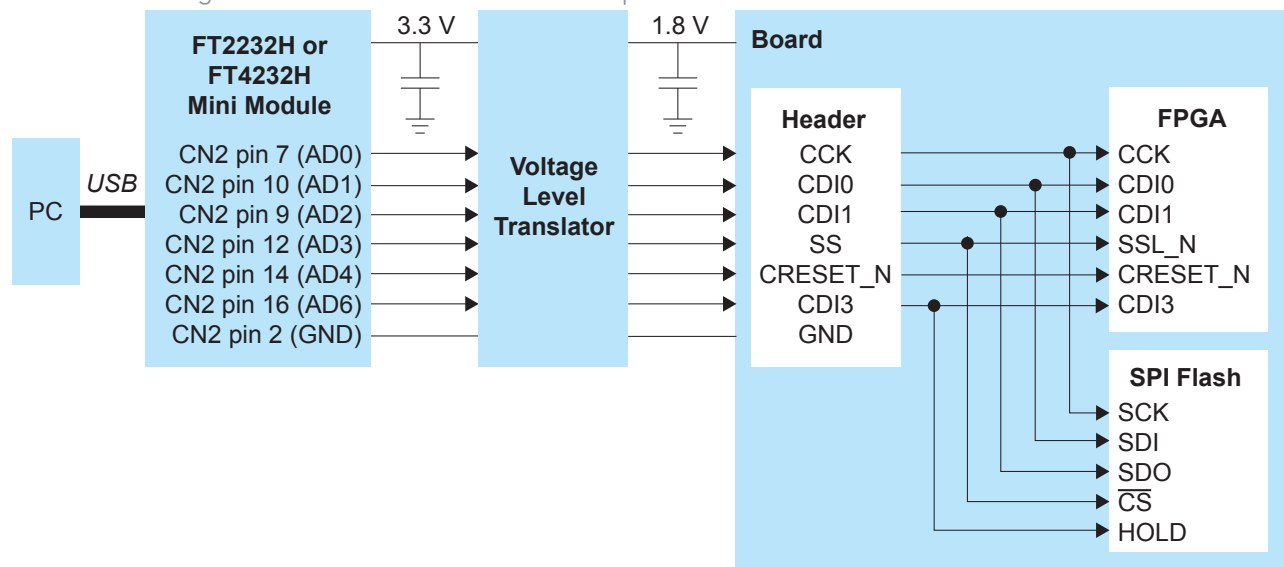 3.3 V
1.8 V
FT2232H or
FT4232H
Mini Module
Board
Header
FPGA
CN2 pin 7 (AD0)
CCK
CCK
PC
USB
CN2 pin 10 (AD1)
Voltage
Level
Translator
CDI0
CDI0
CN2 pin 9 (AD2)
CDI1
CDI1
CN2 pin 12 (AD3)
SS
SSL_N
CN2 pin 14 (AD4)
CRESET_N
CRESET_N
CN2 pin 16 (AD6)
CDI3
CDI3
CN2 pin 2 (GND)
GND
SPI Flash
SCK
SDI
SDO
CS
HOLD